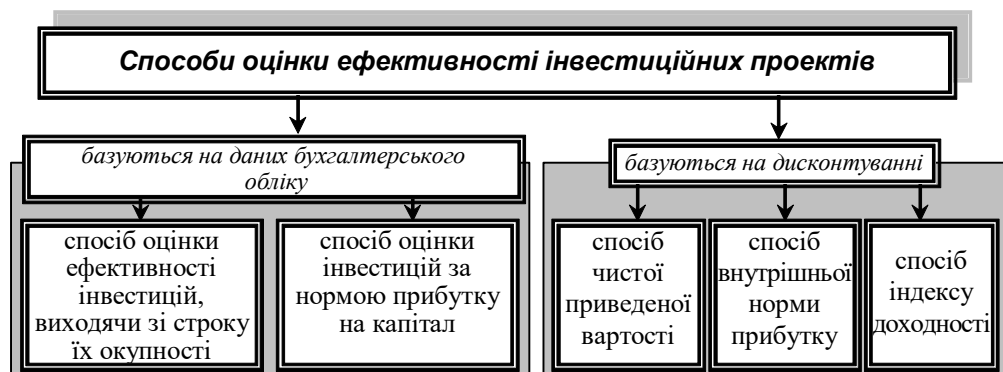 Способи оцінки ефективності інвестиційних проектів
базуються на даних бухгалтерського
обліку
базуються на дисконтуванні
спосіб оцінки
ефективності
інвестицій,
виходячи зі строку
їх окупності
спосіб оцінки
інвестицій за
нормою прибутку
на капітал
спосіб
чистої
приведеної
вартості
спосіб
внутрішньої
норми
прибутку
спосіб
індексу
доходності